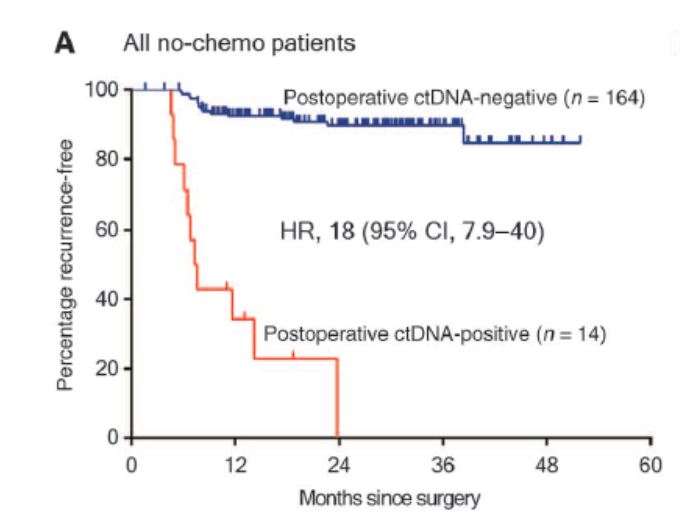 A All no-chemo patients
Percentage recurrence-free
100
80
60
40
20
0
Postoperative ctDNA-negative (n = 164)
HR, 18 (95% CI, 7.9–40)
Postoperative ctDNA-positive (n = 14)
0 12 24 36 48 60
Months since surgery